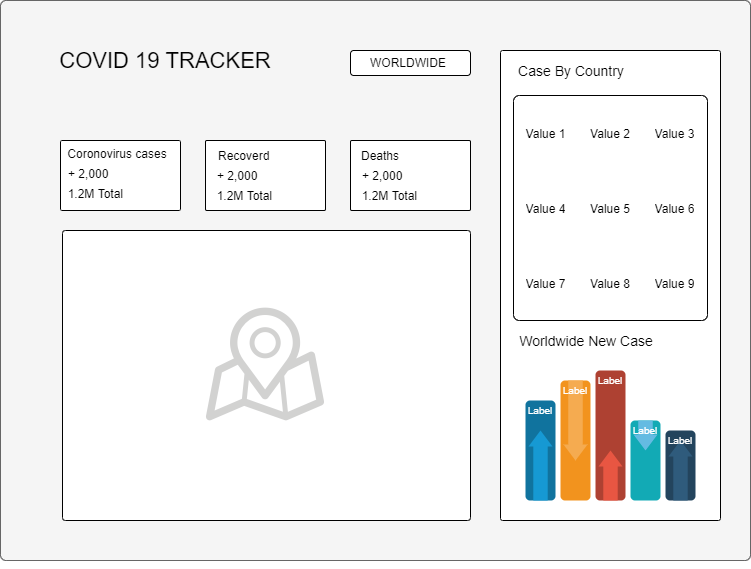 COVID 19 TRACKER
WORLDWIDE
Coronovirus cases
+ 2,000
1.2M Total
Recoverd
+ 2,000
1.2M Total
Deaths
+ 2,000
1.2M Total
Case By Country
Value 1 Value 2 Value 3
Value 4 Value 5 Value 6
Value 7 Value 8 Value 9
Worldwide New Case
Label
Label
Label
Label
Label